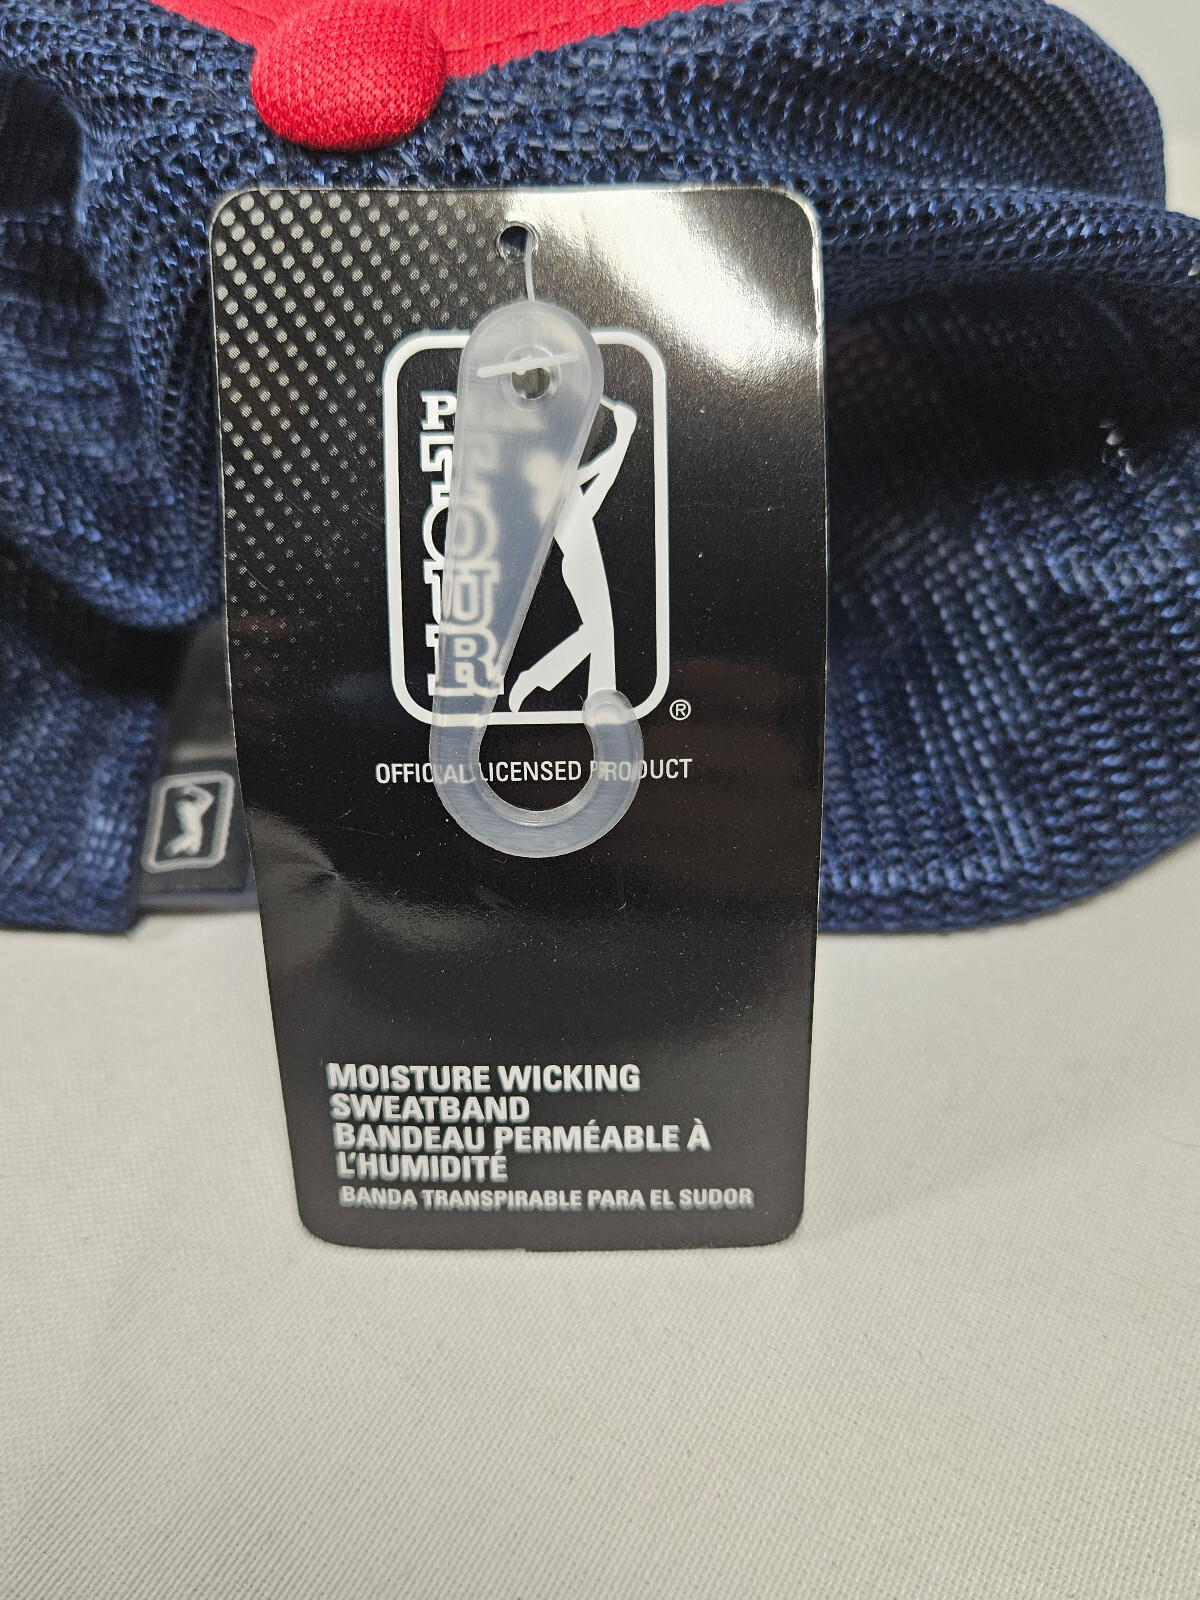 PGA
TOUR
®
OFFICIAL LICENSED PRODUCT
MOISTURE WICKING
SWEATBAND
BANDEAU PERMÉABLE À
L'HUMIDITÉ
BANDA TRANSPIRABLE PARA EL SUDOR